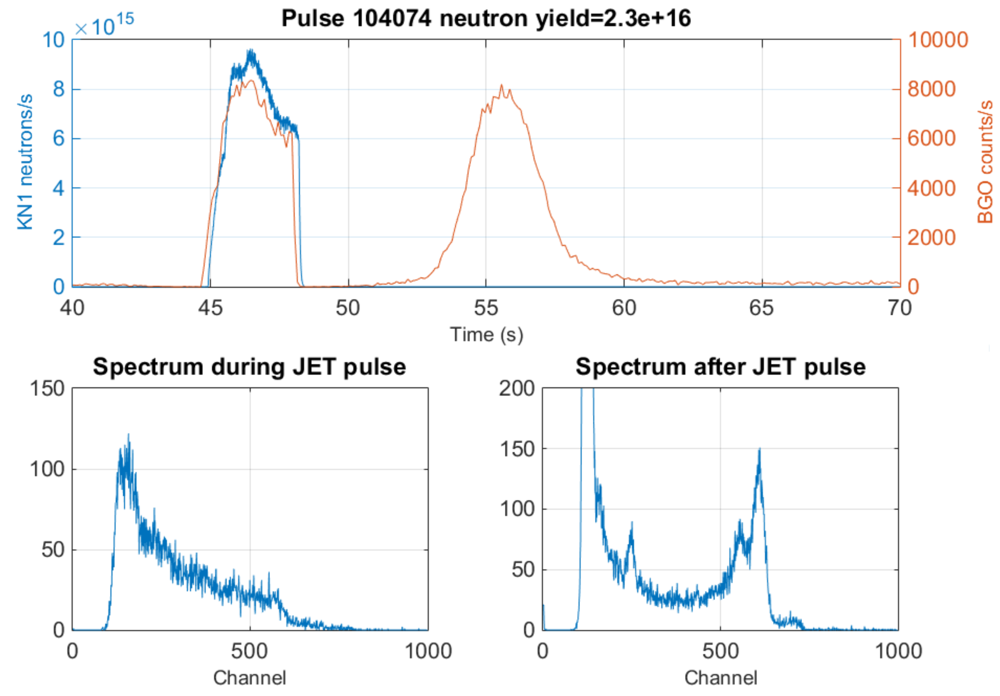 Pulse 104074 neutron yield=2.3e+16
×10^15
10
8
6
4
2
0
KN1 neutrons/s
10000
8000
6000
4000
2000
0
BGO counts/s
40 45 50 55 60 65 70
Time (s)
Spectrum during JET pulse
150
100
50
0
0 500 1000
Channel
Spectrum after JET pulse
200
150
100
50
0
0 500 1000
Channel